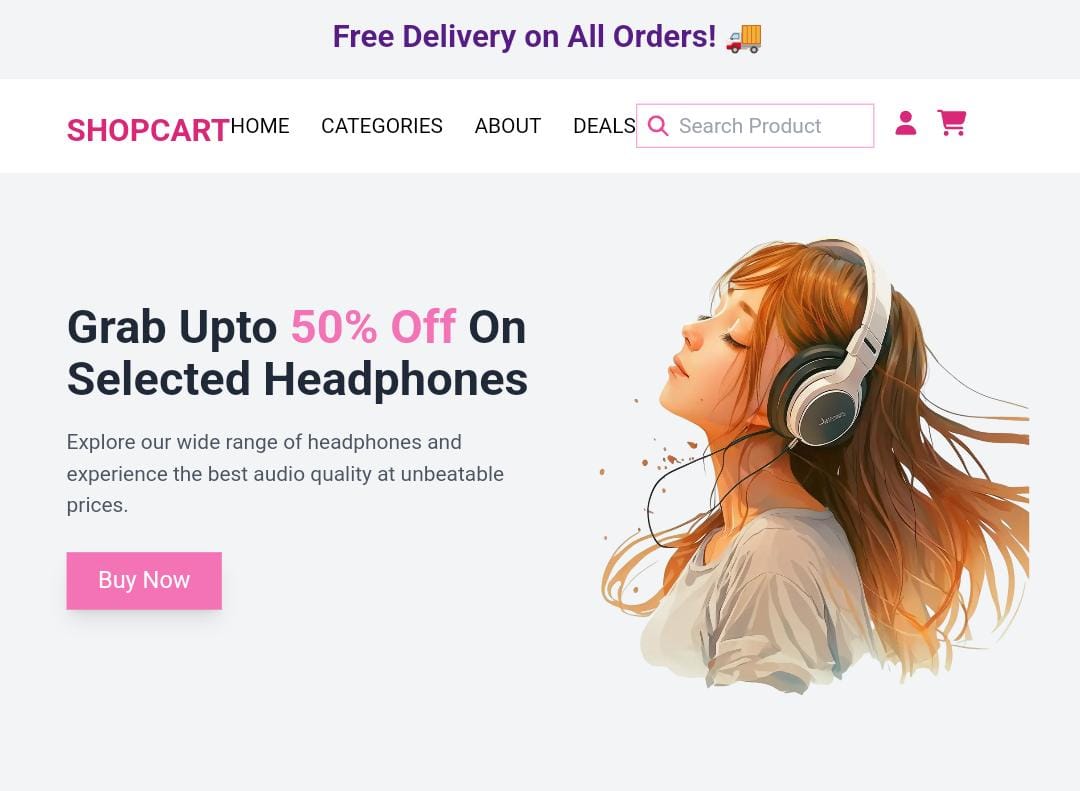 Free Delivery on All Orders! 🚚
SHOPCART HOME CATEGORIES ABOUT DEALS Search Product
Grab Upto 50% Off On
Selected Headphones
Explore our wide range of headphones and
experience the best audio quality at unbeatable
prices.
Buy Now